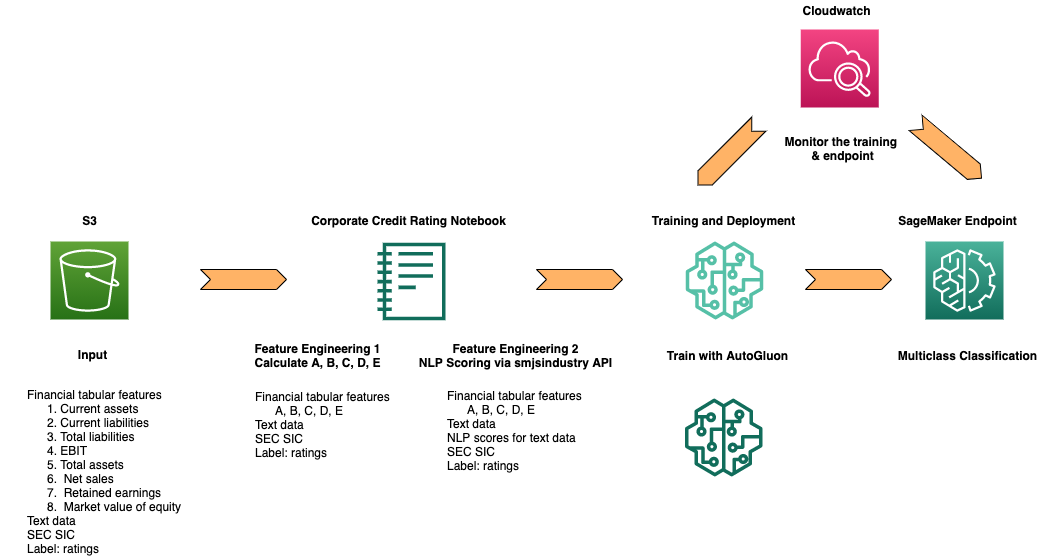 Cloudwatch
Monitor the training
& endpoint
S3
Corporate Credit Rating Notebook
Training and Deployment
SageMaker Endpoint
Input
Feature Engineering 1
Calculate A, B, C, D, E
Feature Engineering 2
NLP Scoring via smjsindustry API
Train with AutoGluon
Multiclass Classification
Financial tabular features
1. Current assets
2. Current liabilities
3. Total liabilities
4. EBIT
5. Total assets
6. Net sales
7. Retained earnings
8. Market value of equity
Text data
SEC SIC
Label: ratings
Financial tabular features
A, B, C, D, E
Text data
SEC SIC
Label: ratings
Financial tabular features
A, B, C, D, E
Text data
NLP scores for text data
SEC SIC
Label: ratings